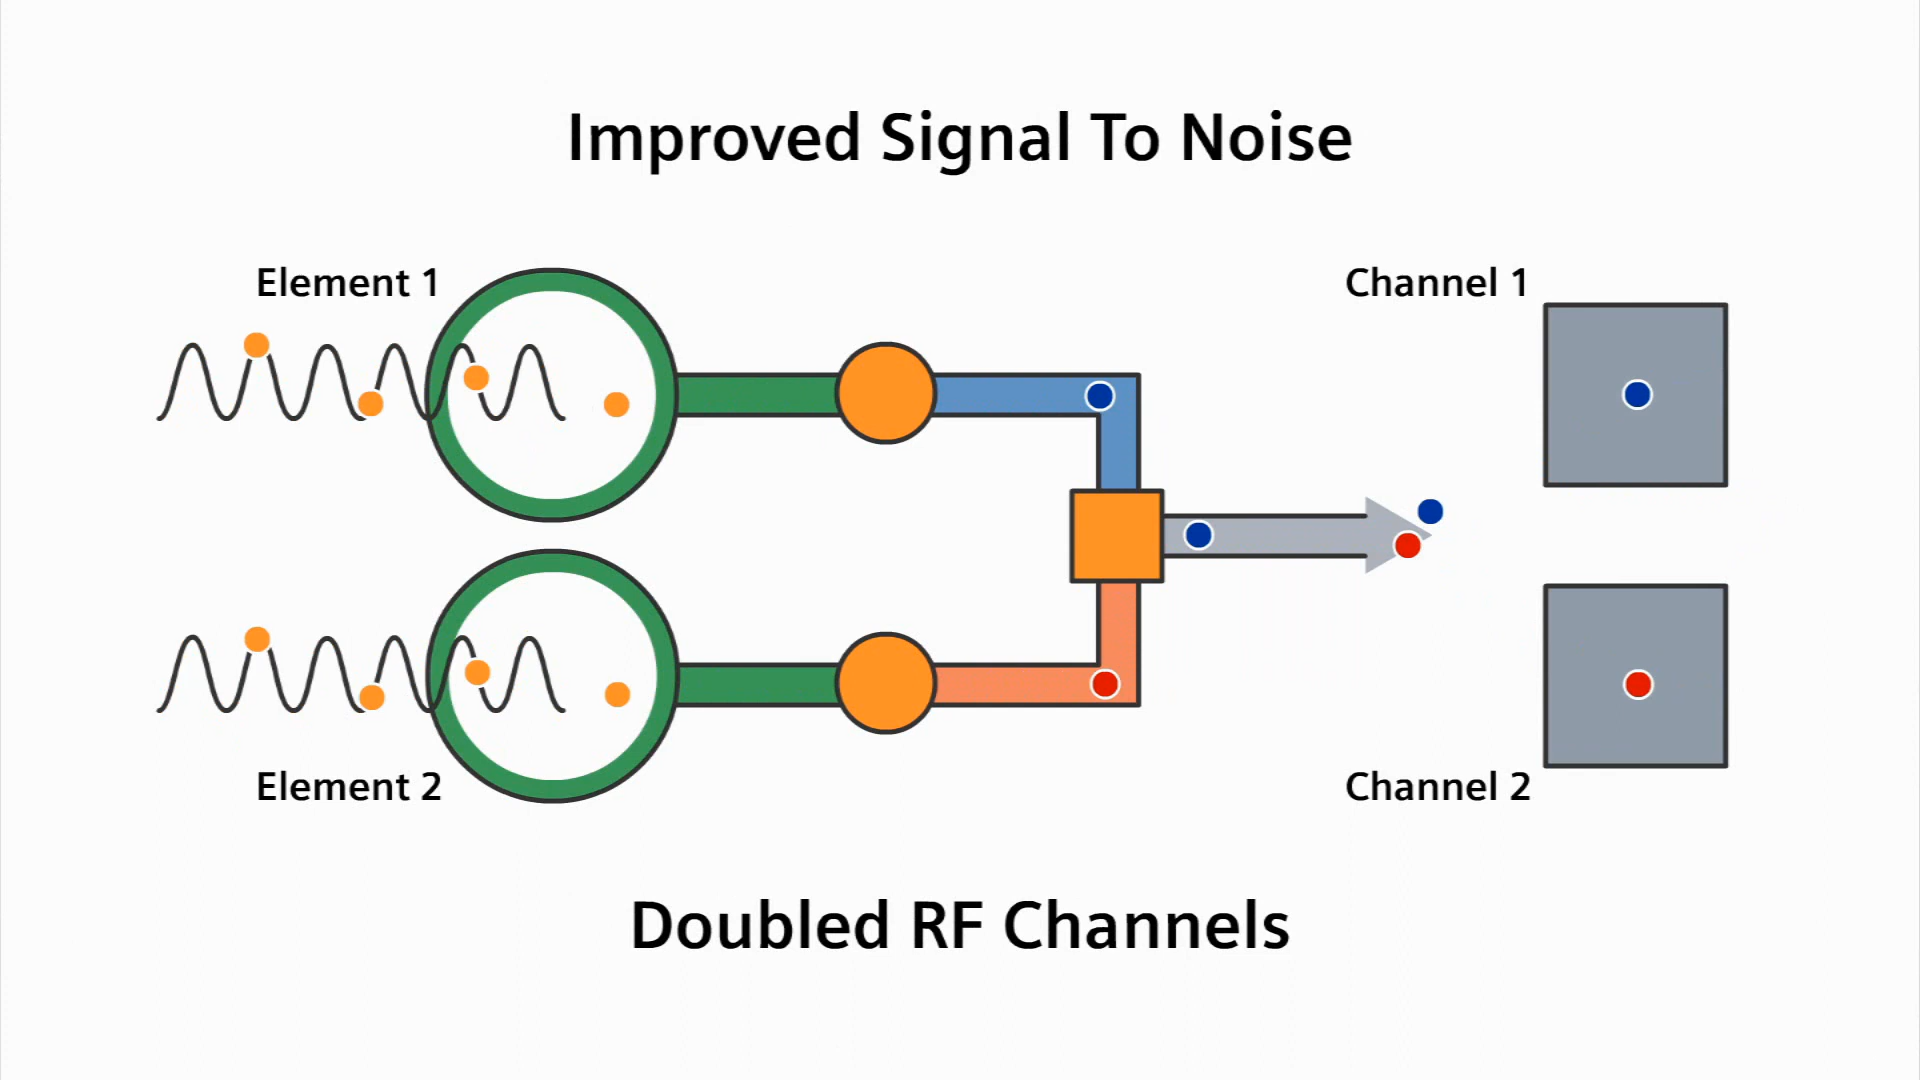 Improved Signal To Noise
Element 1
Channel 1
Element 2
Channel 2
Doubled RF Channels